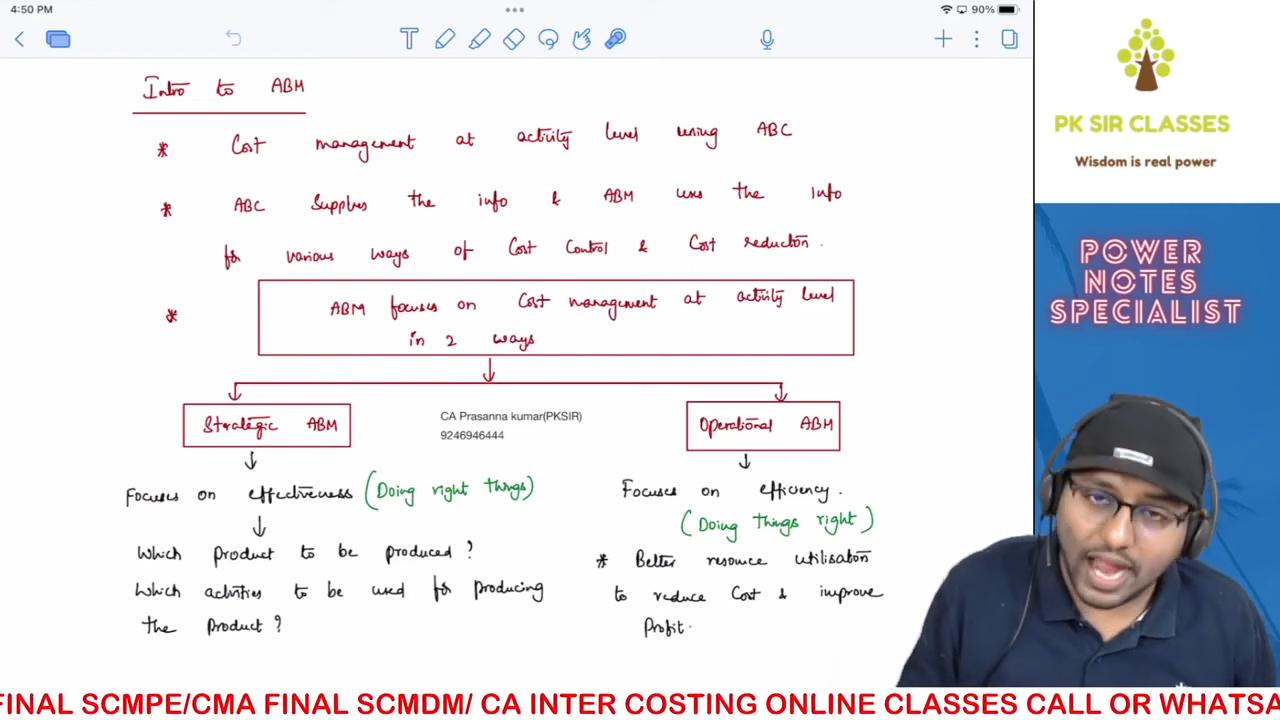 4:50 PM
90%
Intro to ABM
* Cost management at activity level using ABC
* ABC Supplies the info & ABM uses the Info
for various ways of Cost Control & Cost reduction.
* ABM focuses on Cost management at activity level
in 2 ways
Strategic ABM
Operational ABM
CA Prasanna kumar(PKSIR)
9246946444
Focuses on effectiveness (Doing right things)
Which product to be produced?
Which activities to be used for producing
the Product?
Focuses on efficiency.
(Doing things right)
* Better resource utilisation
to reduce Cost & improve
Profit.
PK SIR CLASSES
Wisdom is real power
POWER
NOTES
SPECIALIST
FINAL SCMPE/CMA FINAL SCMDM/ CA INTER COSTING ONLINE CLASSES CALL OR WHATSA